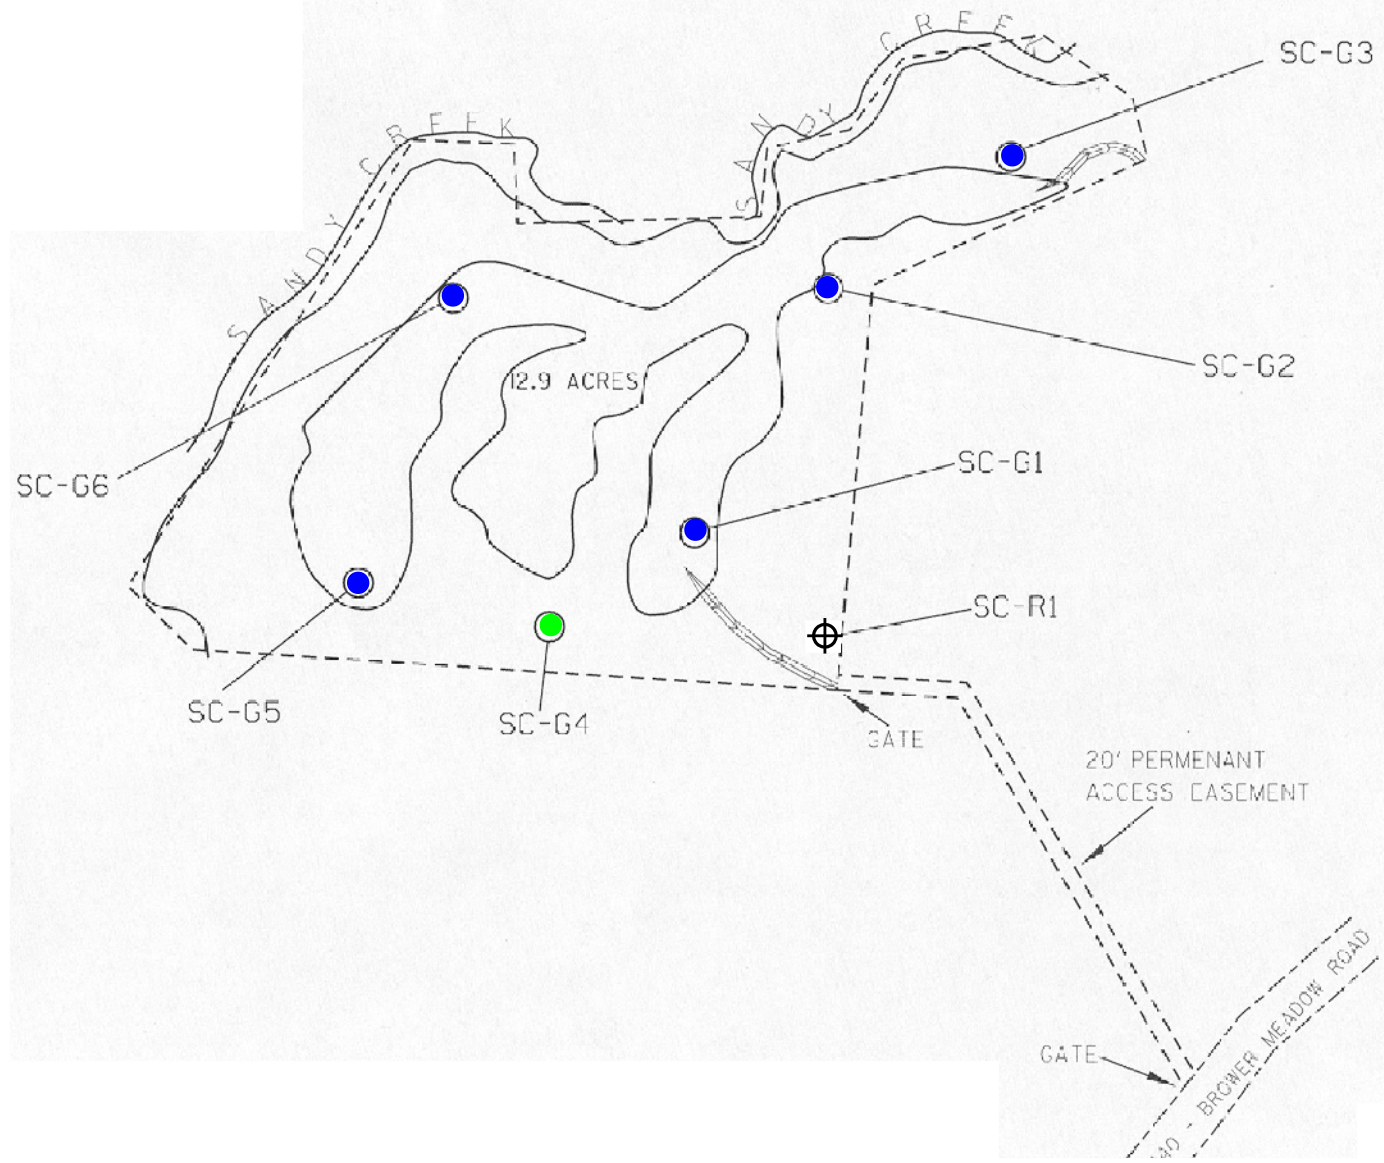 SANDY CREEK
SANDY CREEK
SC-G3
SC-G2
12.9 ACRES
SC-G1
SC-G6
SC-R1
SC-G5
SC-G4
GATE
20' PERMENANT
ACCESS EASEMENT
GATE
- BROWER MEADOW ROAD